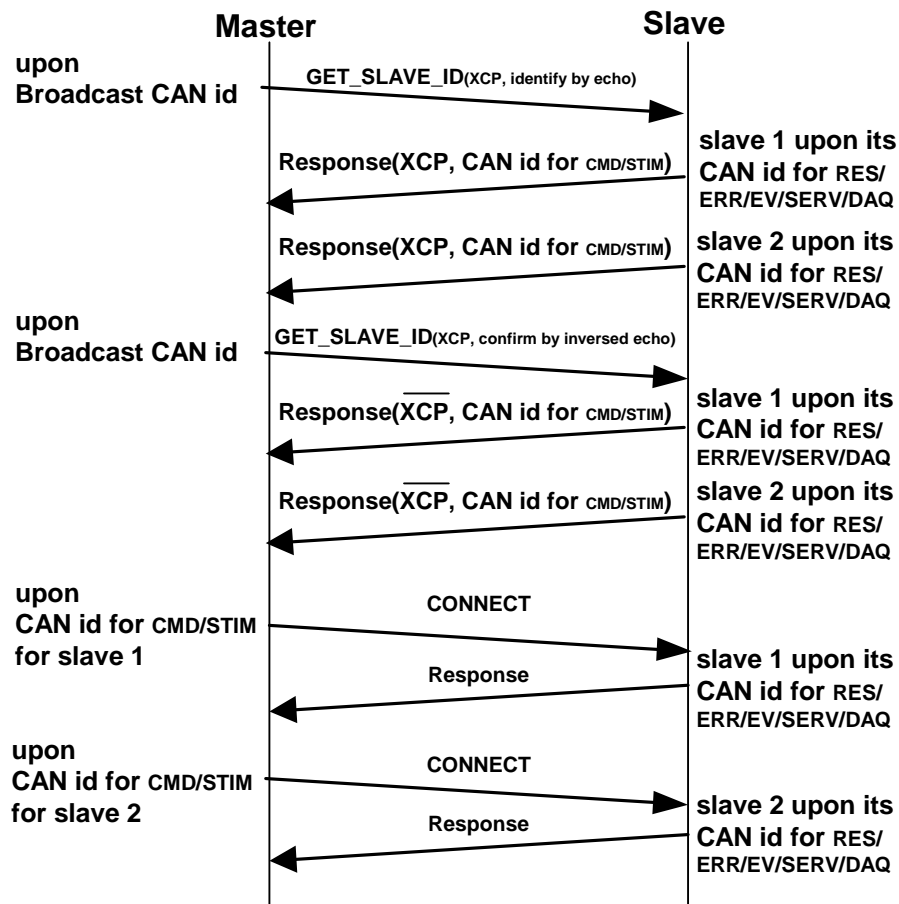 Master
Slave
upon
Broadcast CAN id
GET_SLAVE_ID(XCP, identify by echo)
slave 1 upon its
CAN id for RES/
ERR/EV/SERV/DAQ
Response(XCP, CAN id for CMD/STIM)
slave 2 upon its
CAN id for RES/
ERR/EV/SERV/DAQ
Response(XCP, CAN id for CMD/STIM)
upon
Broadcast CAN id
GET_SLAVE_ID(XCP, confirm by inversed echo)
slave 1 upon its
CAN id for RES/
ERR/EV/SERV/DAQ
Response(X̅C̅P̅, CAN id for CMD/STIM)
slave 2 upon its
CAN id for RES/
ERR/EV/SERV/DAQ
Response(X̅C̅P̅, CAN id for CMD/STIM)
upon
CAN id for CMD/STIM
for slave 1
CONNECT
slave 1 upon its
CAN id for RES/
ERR/EV/SERV/DAQ
Response
upon
CAN id for CMD/STIM
for slave 2
CONNECT
slave 2 upon its
CAN id for RES/
ERR/EV/SERV/DAQ
Response